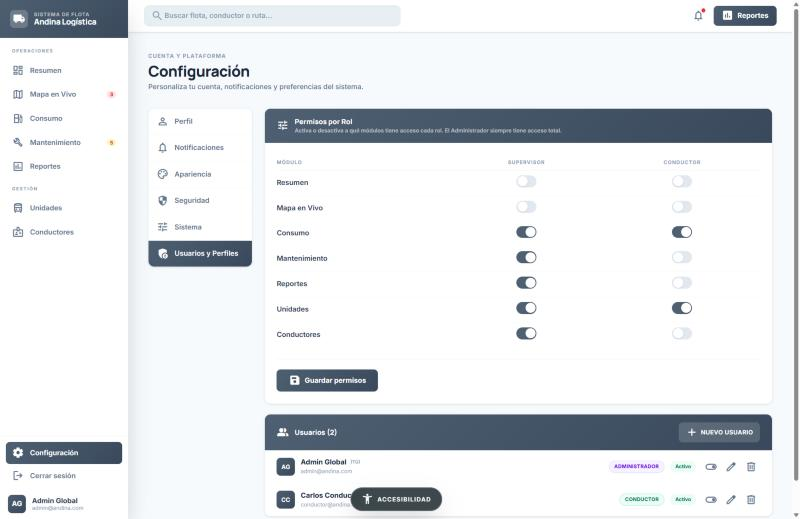 SISTEMA DE FLOTA
Andina Logística
Buscar flota, conductor o ruta...
Reportes
OPERACIONES
Resumen
Mapa en Vivo
3
Consumo
Mantenimiento
5
Reportes
GESTIÓN
Unidades
Conductores
Configuración
Cerrar sesión
AG
Admin Global
admin@andina.com
CUENTA Y PLATAFORMA
Configuración
Personaliza tu cuenta, notificaciones y preferencias del sistema.
Perfil
Notificaciones
Apariencia
Seguridad
Sistema
Usuarios y Perfiles
Permisos por Rol
Activa o desactiva a qué módulos tiene acceso cada rol. El Administrador siempre tiene acceso total.
MÓDULO SUPERVISOR CONDUCTOR
Resumen
Mapa en Vivo
Consumo
Mantenimiento
Reportes
Unidades
Conductores
Guardar permisos
Usuarios (2)
NUEVO USUARIO
AG
Admin Global (TÚ)
admin@andina.com
ADMINISTRADOR
Activo
CC
Carlos Conduc
conductor@andina
CONDUCTOR
Activo
ACCESIBILIDAD